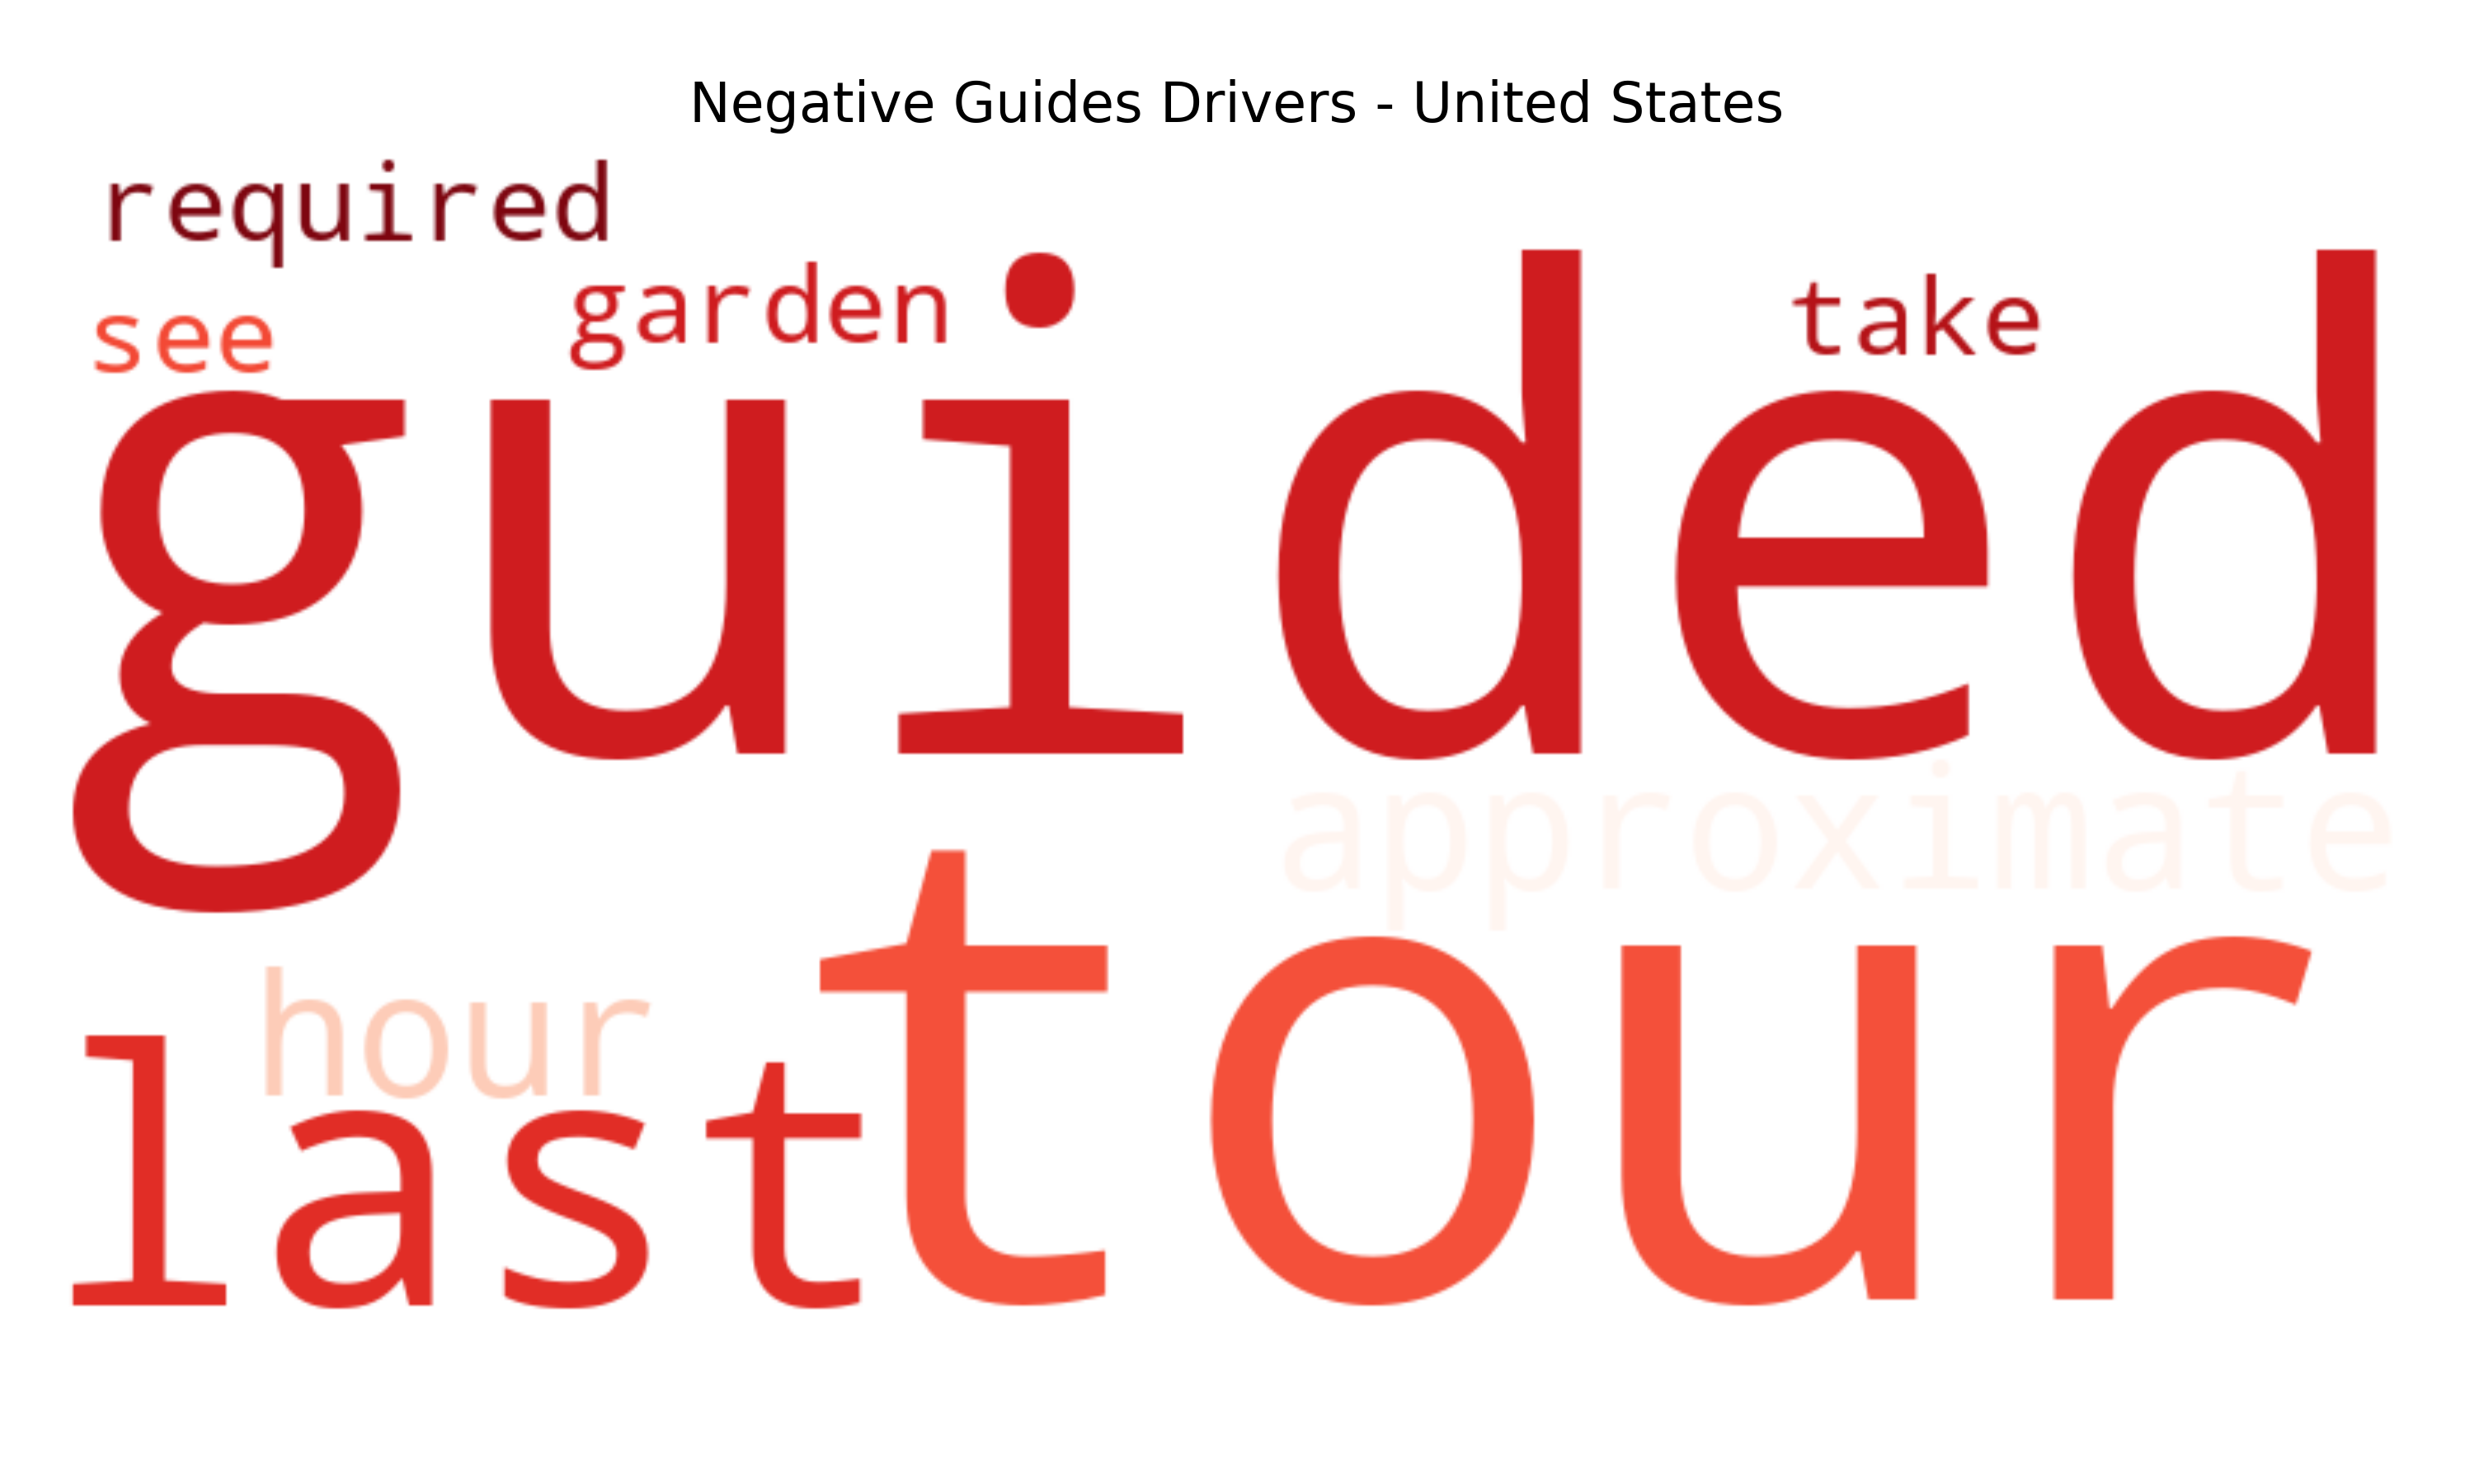 Negative Guides Drivers - United States
required
see
garden
take
guided
approximate
hour
last
tour